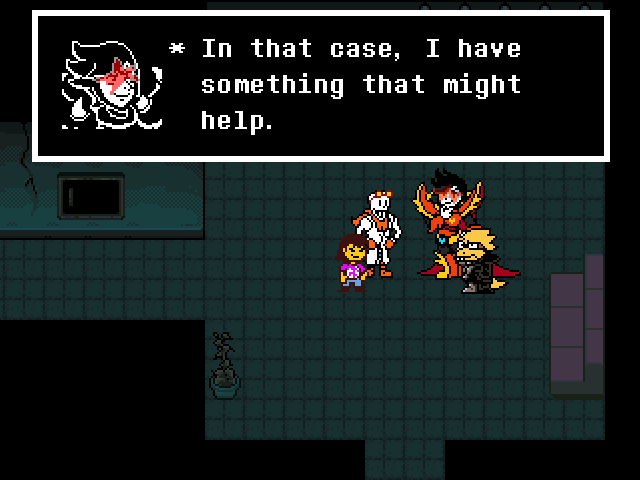 * In that case, I have
something that might
help.